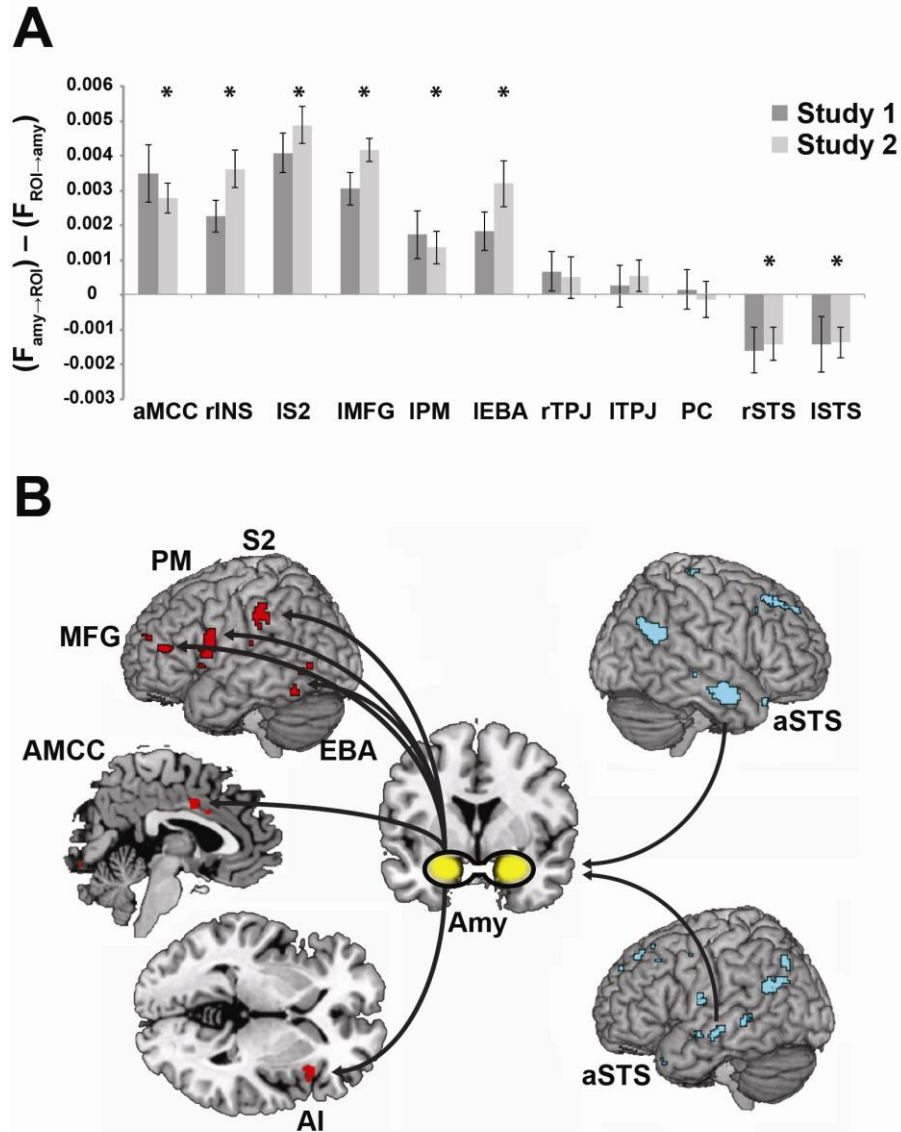 A
(F amy→ROI) – (F ROI→amy)
0.006
0.005
0.004
0.003
0.002
0.001
0
-0.001
-0.002
-0.003
* * * * * * * *
Study 1
Study 2
aMCC rINS lS2 lMFG lPM lEBA rTPJ lTPJ PC rSTS lSTS
B
S2
PM
MFG
EBA
AMCC
AI
Amy
aSTS
aSTS